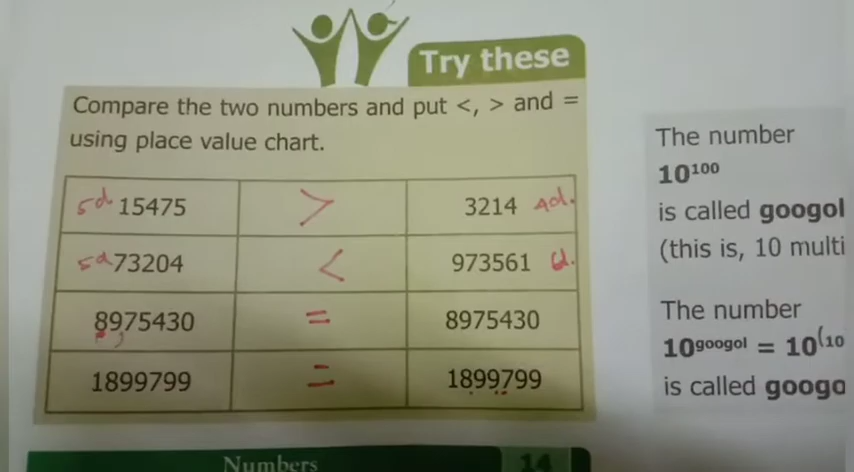 Try these
Compare the two numbers and put <, > and =
using place value chart.
5d 15475 > 3214 4d.
5d 73204 < 973561 6d.
8975430 = 8975430
1899799 = 1899799
The number
10¹⁰⁰
is called googol
(this is, 10 multi
The number
10ᵍᵒᵒᵍᵒˡ = 10⁽¹⁰
is called googo
Numbers 14